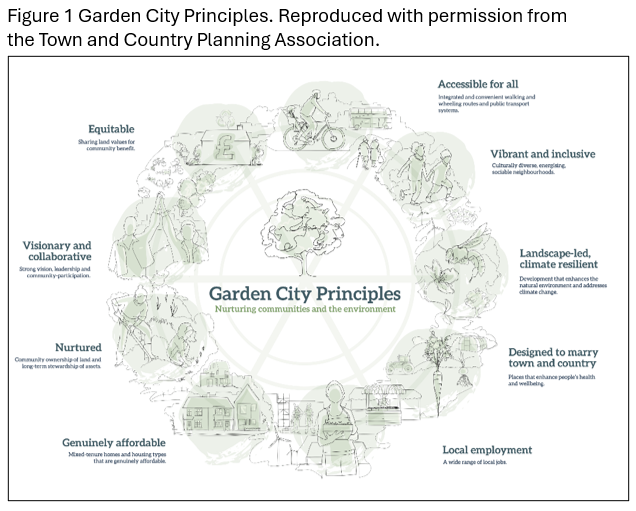 Figure 1 Garden City Principles. Reproduced with permission from
the Town and Country Planning Association.
Accessible for all
Integrated and convenient walking and
wheeling routes and public transport
systems.
Equitable
Sharing land values for
community benefit.
£
Vibrant and inclusive
Culturally diverse, energising,
sociable neighbourhoods.
Visionary and
collaborative
Strong vision, leadership and
community-participation.
Landscape-led,
climate resilient
Development that enhances the
natural environment and addresses
climate change.
Garden City Principles
Nurturing communities and the environment
Nurtured
Community ownership of land and
long-term stewardship of assets.
Designed to marry
town and country
Places that enhance people's health
and wellbeing.
Genuinely affordable
Mixed-tenure homes and housing types
that are genuinely affordable.
Local employment
A wide range of local jobs.